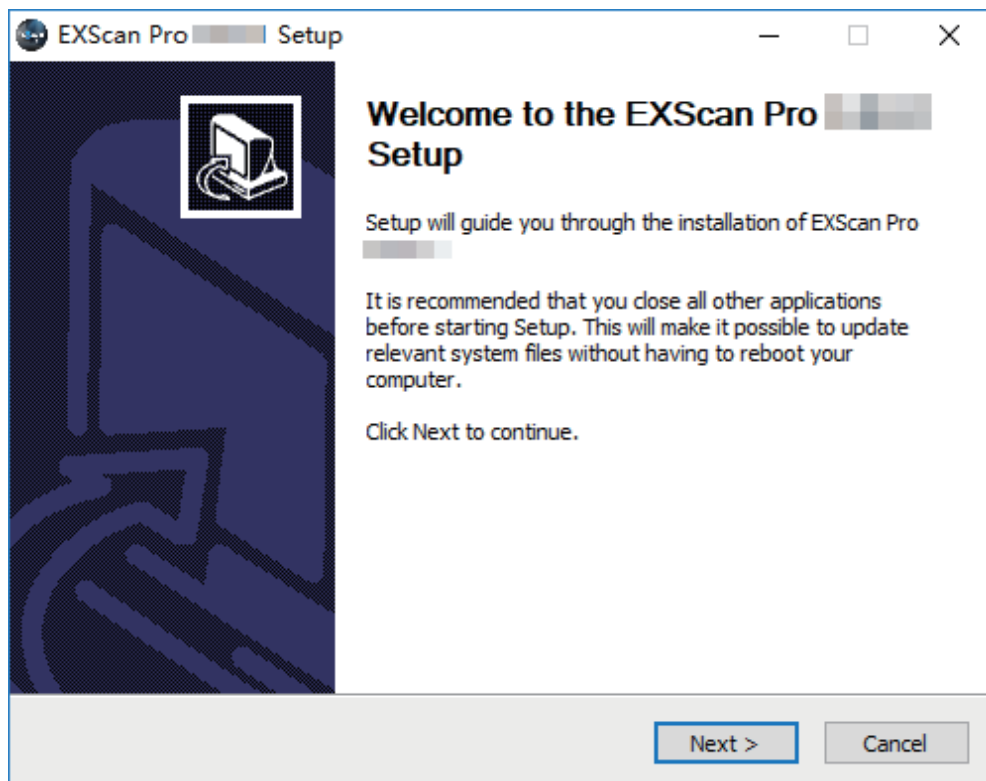 EXScan Pro Setup
Welcome to the EXScan Pro
Setup
Setup will guide you through the installation of EXScan Pro
It is recommended that you close all other applications
before starting Setup. This will make it possible to update
relevant system files without having to reboot your
computer.
Click Next to continue.
Next >
Cancel